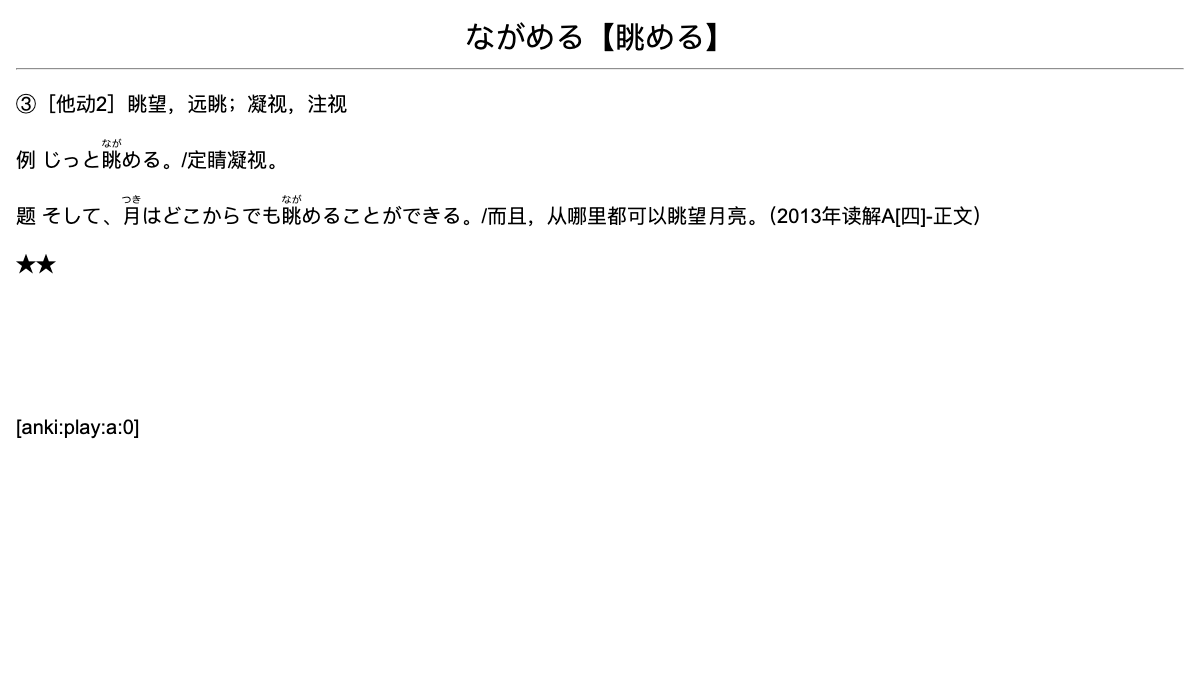 ながめる【眺める】
③［他动2］眺望，远眺；凝视，注视
例 じっと眺(なが)める。/定睛凝视。
题 そして、月(つき)はどこからでも眺(なが)めることができる。/而且，从哪里都可以眺望月亮。（2013年读解A[四]-正文）
★★
[anki:play:a:0]